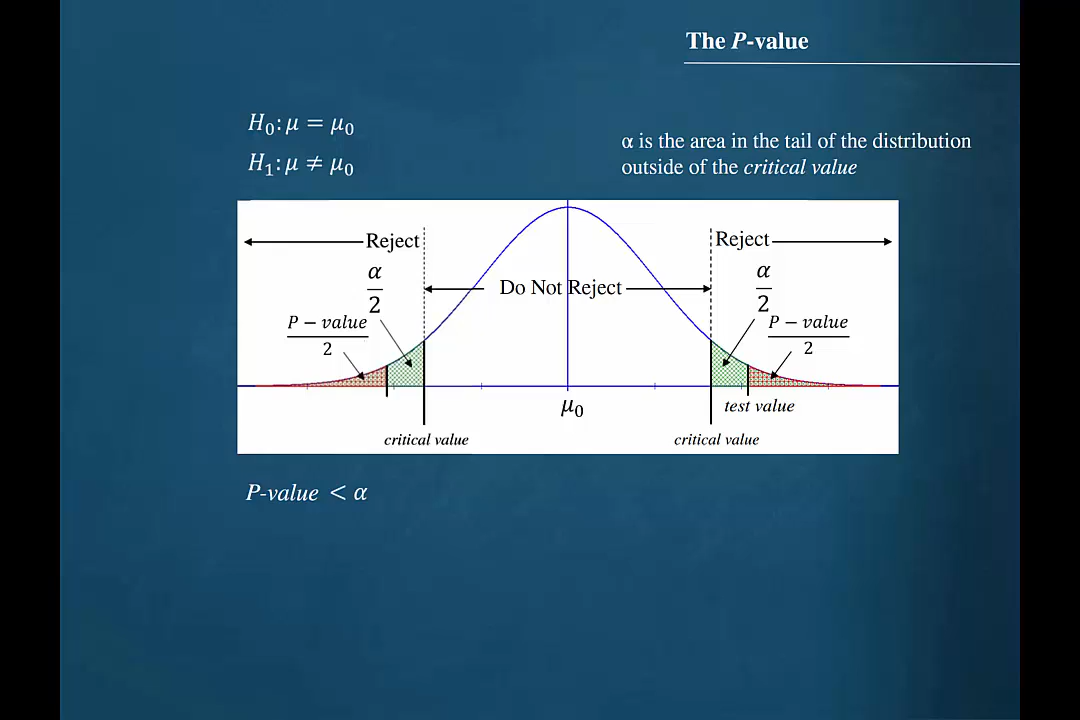 The P-value
H₀: μ = μ₀
H₁: μ ≠ μ₀
α is the area in the tail of the distribution
outside of the critical value
Reject
Reject
α/2
α/2
Do Not Reject
P − value/2
P − value/2
μ₀
test value
critical value
critical value
P-value < α